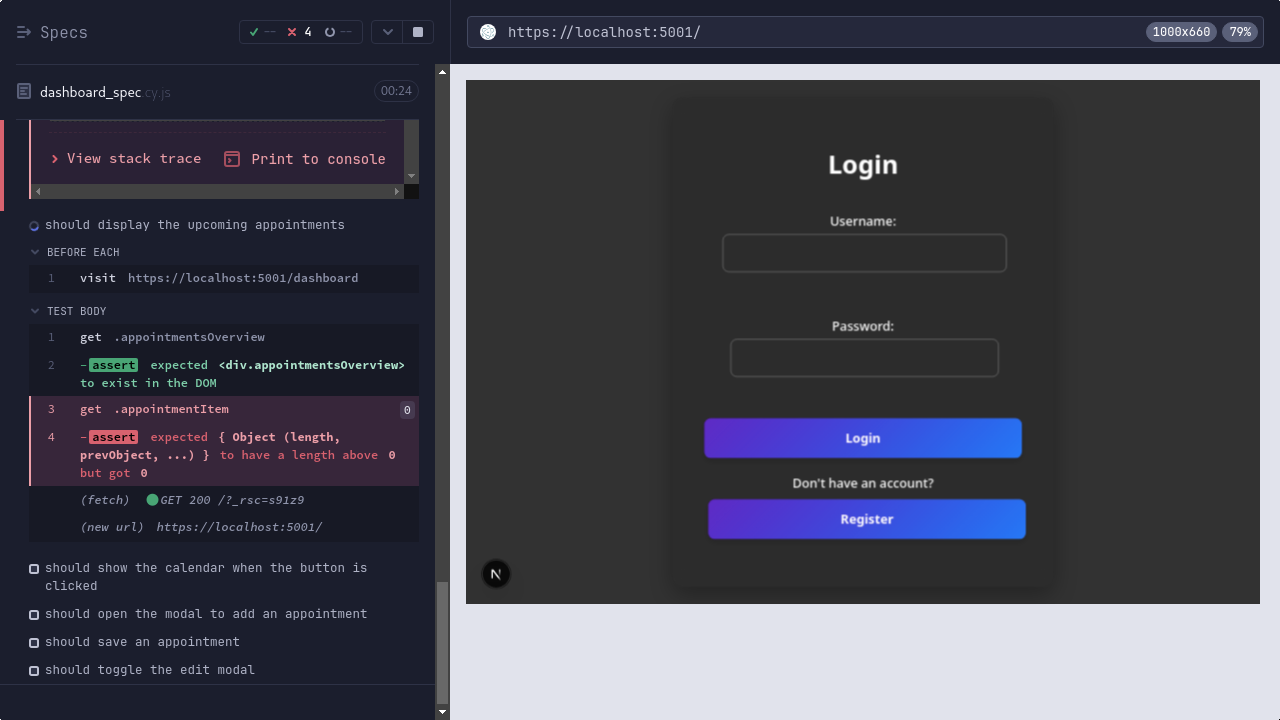 Specs
-- 4 --
https://localhost:5001/
1000x660
79%
dashboard_spec.cy.js
00:24
View stack trace
Print to console
should display the upcoming appointments
BEFORE EACH
1 visit https://localhost:5001/dashboard
TEST BODY
1 get .appointmentsOverview
2 -assert expected <div.appointmentsOverview>
to exist in the DOM
3 get .appointmentItem 0
4 -assert expected { Object (length,
prevObject, ...) } to have a length above 0
but got 0
(fetch) GET 200 /?_rsc=s91z9
(new url) https://localhost:5001/
should show the calendar when the button is
clicked
should open the modal to add an appointment
should save an appointment
should toggle the edit modal
Login
Username:
Password:
Login
Don't have an account?
Register
N